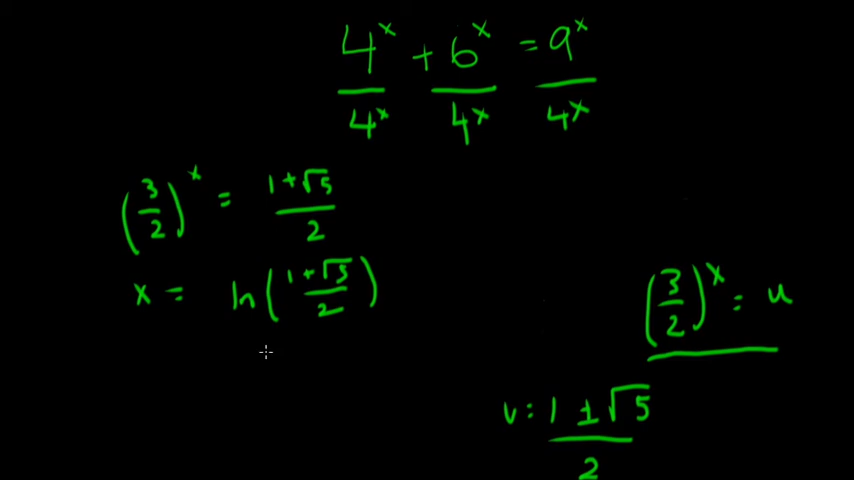 4^x + 6^x = 9^x
4^x 4^x 4^x
(3/2)^x = (1+√5)/2
x = ln((1+√5)/2)
(3/2)^x = u
u = (1±√5)/2